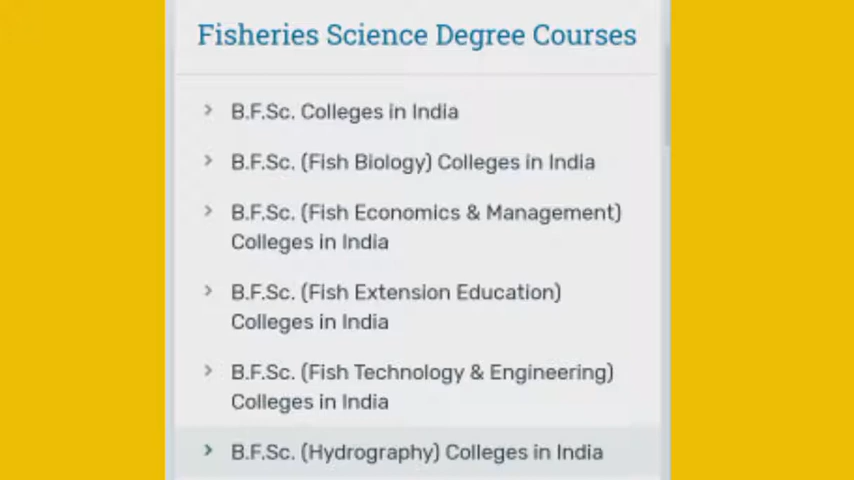 Fisheries Science Degree Courses
B.F.Sc. Colleges in India
B.F.Sc. (Fish Biology) Colleges in India
B.F.Sc. (Fish Economics & Management)
Colleges in India
B.F.Sc. (Fish Extension Education)
Colleges in India
B.F.Sc. (Fish Technology & Engineering)
Colleges in India
B.F.Sc. (Hydrography) Colleges in India